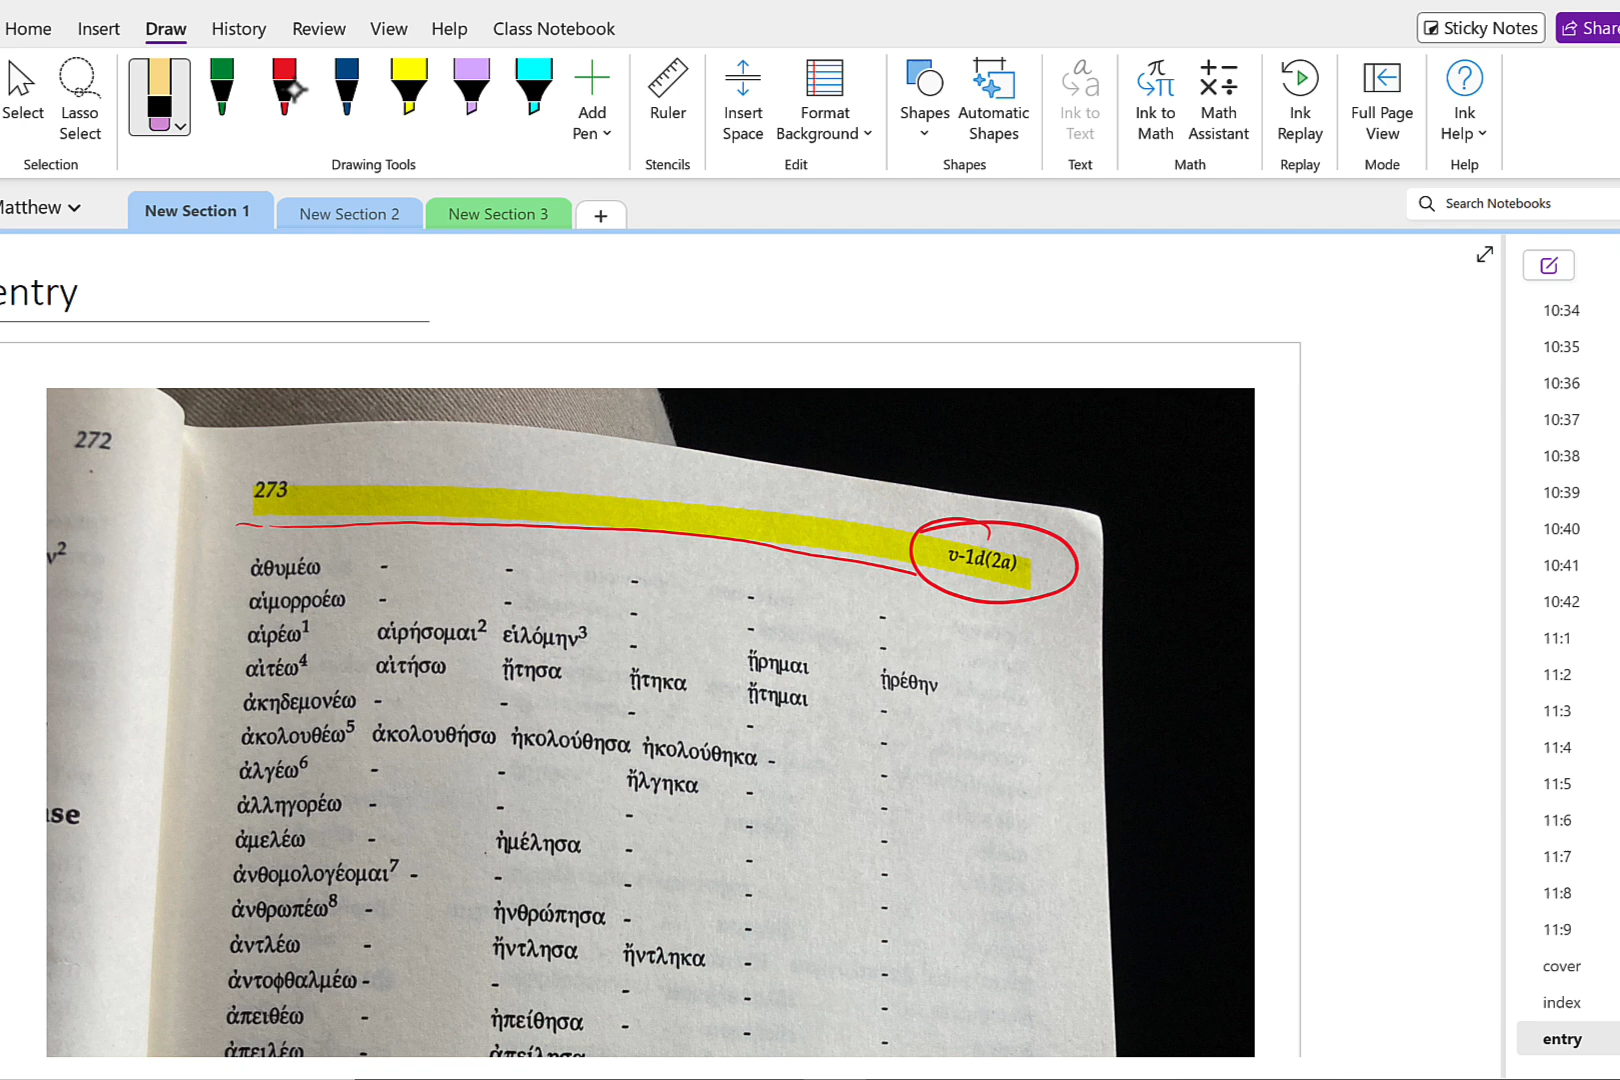 Home Insert Draw History Review View Help Class Notebook Sticky Notes
Select Lasso Select Add Pen Ruler Insert Space Format Background Shapes Automatic Shapes Ink to Text Ink to Math Math Assistant Ink Replay Full Page View Ink Help
Selection Drawing Tools Stencils Edit Shapes Text Math Replay Mode Help
New Section 1 New Section 2 New Section 3 + Search Notebooks
entry
272
273 v-1d(2a)
ἀθυμέω - - - - -
αἱμορροέω - - - - -
αἱρέω1 αἱρήσομαι2 εἱλόμην3 - ᾕρημαι ᾑρέθην
αἰτέω4 αἰτήσω ᾔτησα ᾔτηκα ᾔτημαι -
ἀκηδεμονέω - - - - -
ἀκολουθέω5 ἀκολουθήσω ἠκολούθησα ἠκολούθηκα - -
ἀλγέω6 - - ἤλγηκα - -
ἀλληγορέω - - - - -
ἀμελέω - ἠμέλησα - - -
ἀνθομολογέομαι7 - - - - -
ἀνθρωπέω8 - ἠνθρώπησα - - -
ἀντλέω - ἤντλησα ἤντληκα - -
ἀντοφθαλμέω - - - - -
ἀπειθέω - ἠπείθησα - - -
10:34
10:35
10:36
10:37
10:38
10:39
10:40
10:41
10:42
11:1
11:2
11:3
11:4
11:5
11:6
11:7
11:8
11:9
cover
index
entry